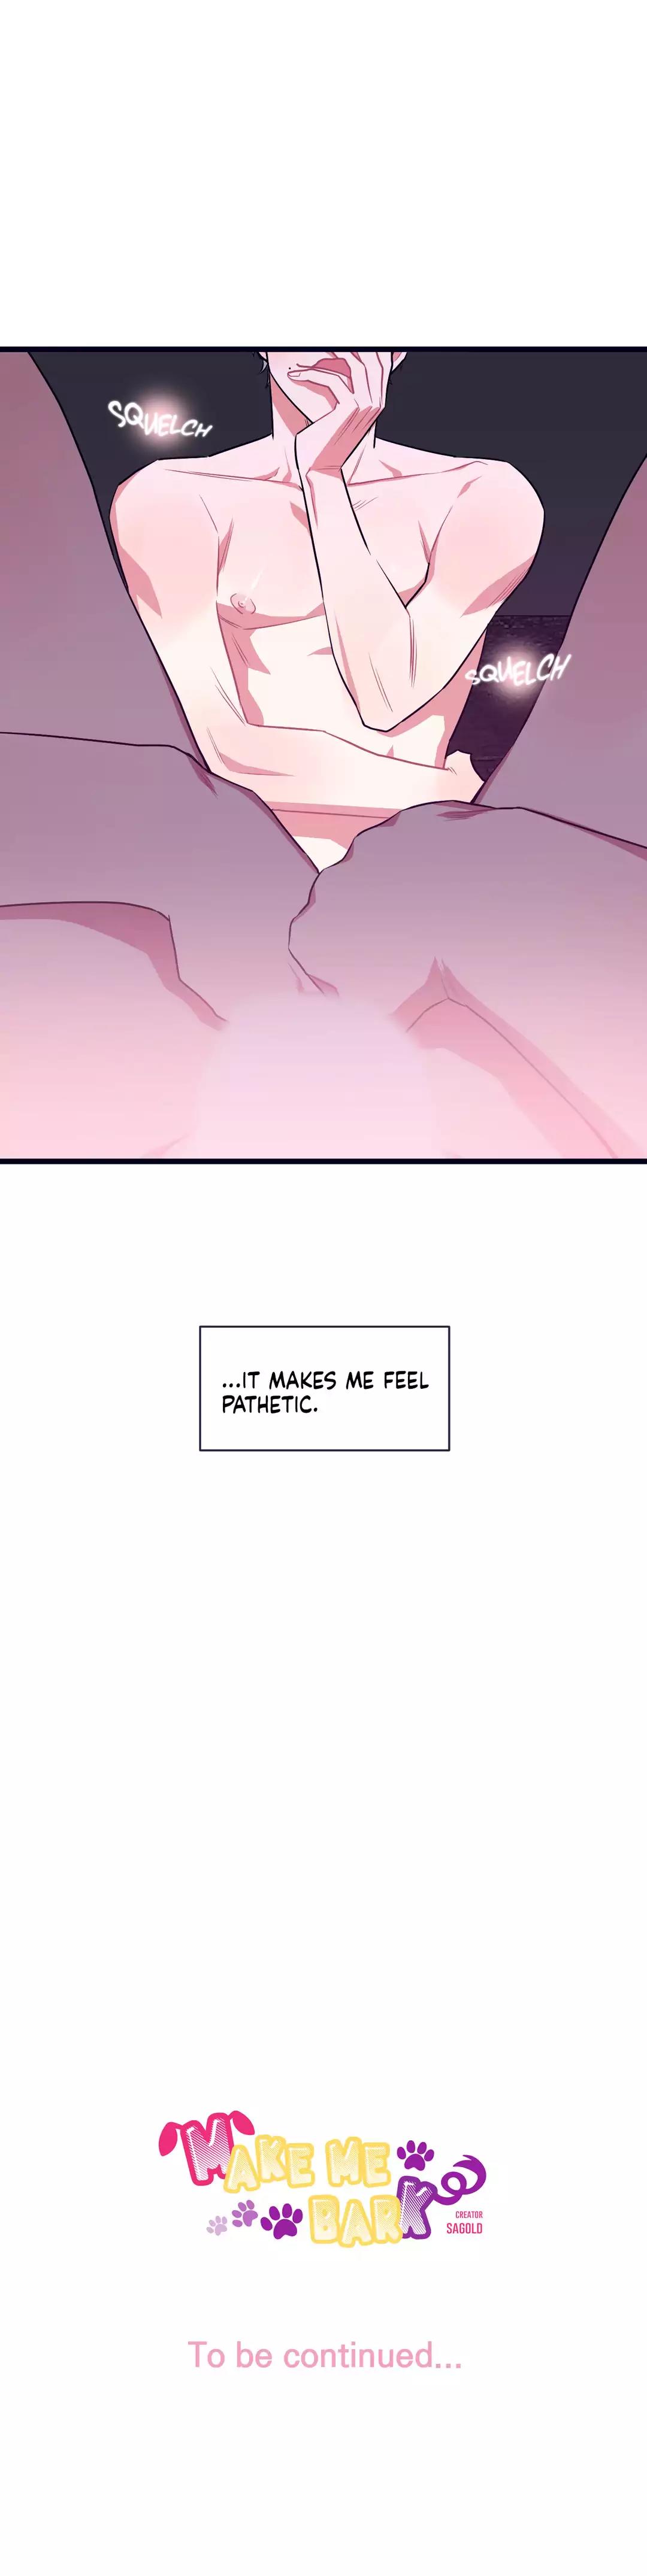 SQUELCH
SQUELCH
...IT MAKES ME FEEL
PATHETIC.
MAKE ME
BARK
CREATOR
SAGOLD
To be continued...